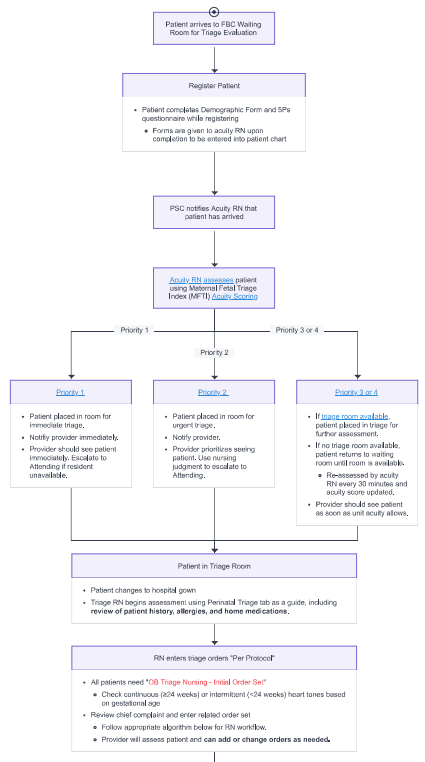 Patient arrives to FBC Waiting
Room for Triage Evaluation
Register Patient
• Patient completes Demographic Form and 5Ps
questionnaire while registering
Forms are given to acuity RN upon
completion to be entered into patient chart
PSC notifies Acuity RN that
patient has arrived
Acuity RN assesses patient
using Maternal Fetal Triage
Index (MFTI) Acuity Scoring
Priority 1
Priority 2
Priority 3 or 4
Priority 1
• Patient placed in room for
immediate triage.
• Notifiy provider immediately.
• Provider should see patient
immediately. Escalate to
Attending if resident
unavailable.
Priority 2
• Patient placed in room for
urgent triage.
• Notify provider.
• Provider prioritizes seeing
patient. Use nursing
judgment to escalate to
Attending.
Priority 3 or 4
• If triage room available,
patient placed in triage for
further assessment.
• If no triage room available,
patient returns to waiting
room until room is available.
Re-assessed by acuity
RN every 30 minutes and
acuity score updated.
• Provider should see patient
as soon as unit acuity allows.
Patient in Triage Room
• Patient changes to hospital gown
• Triage RN begins assessment using Perinatal Triage tab as a guide, including
review of patient history, allergies, and home medications.
RN enters triage orders "Per Protocol"
• All patients need "OB Triage Nursing - Initial Order Set"
Check continuous (≥24 weeks) or intermittent (<24 weeks) heart tones based
on gestational age
• Review chief complaint and enter related order set
Follow appropriate algorithm below for RN workflow.
Provider will assess patient and can add or change orders as needed.